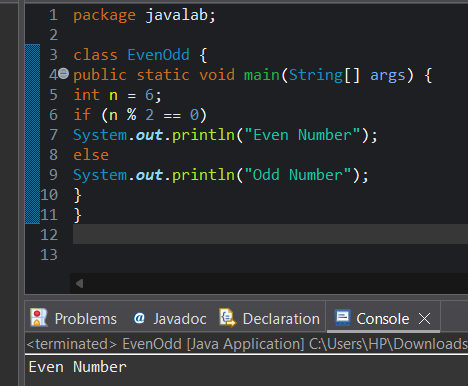 1 package javalab;
2
3 class EvenOdd {
4 public static void main(String[] args) {
5 int n = 6;
6 if (n % 2 == 0)
7 System.out.println("Even Number");
8 else
9 System.out.println("Odd Number");
10 }
11 }
12
13
Problems @ Javadoc Declaration Console
<terminated> EvenOdd [Java Application] C:\Users\HP\Downloads
Even Number